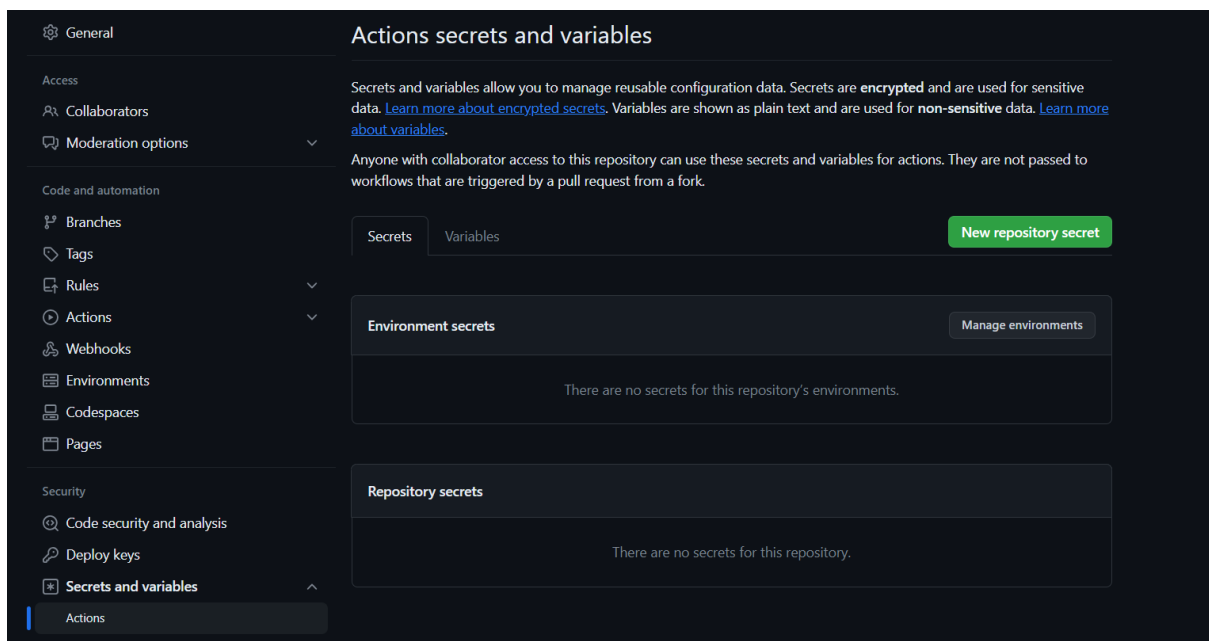 General
Access
Collaborators
Moderation options
Code and automation
Branches
Tags
Rules
Actions
Webhooks
Environments
Codespaces
Pages
Security
Code security and analysis
Deploy keys
Secrets and variables
Actions
Actions secrets and variables
Secrets and variables allow you to manage reusable configuration data. Secrets are encrypted and are used for sensitive
data. Learn more about encrypted secrets. Variables are shown as plain text and are used for non-sensitive data. Learn more
about variables.
Anyone with collaborator access to this repository can use these secrets and variables for actions. They are not passed to
workflows that are triggered by a pull request from a fork.
Secrets Variables New repository secret
Environment secrets Manage environments
There are no secrets for this repository's environments.
Repository secrets
There are no secrets for this repository.